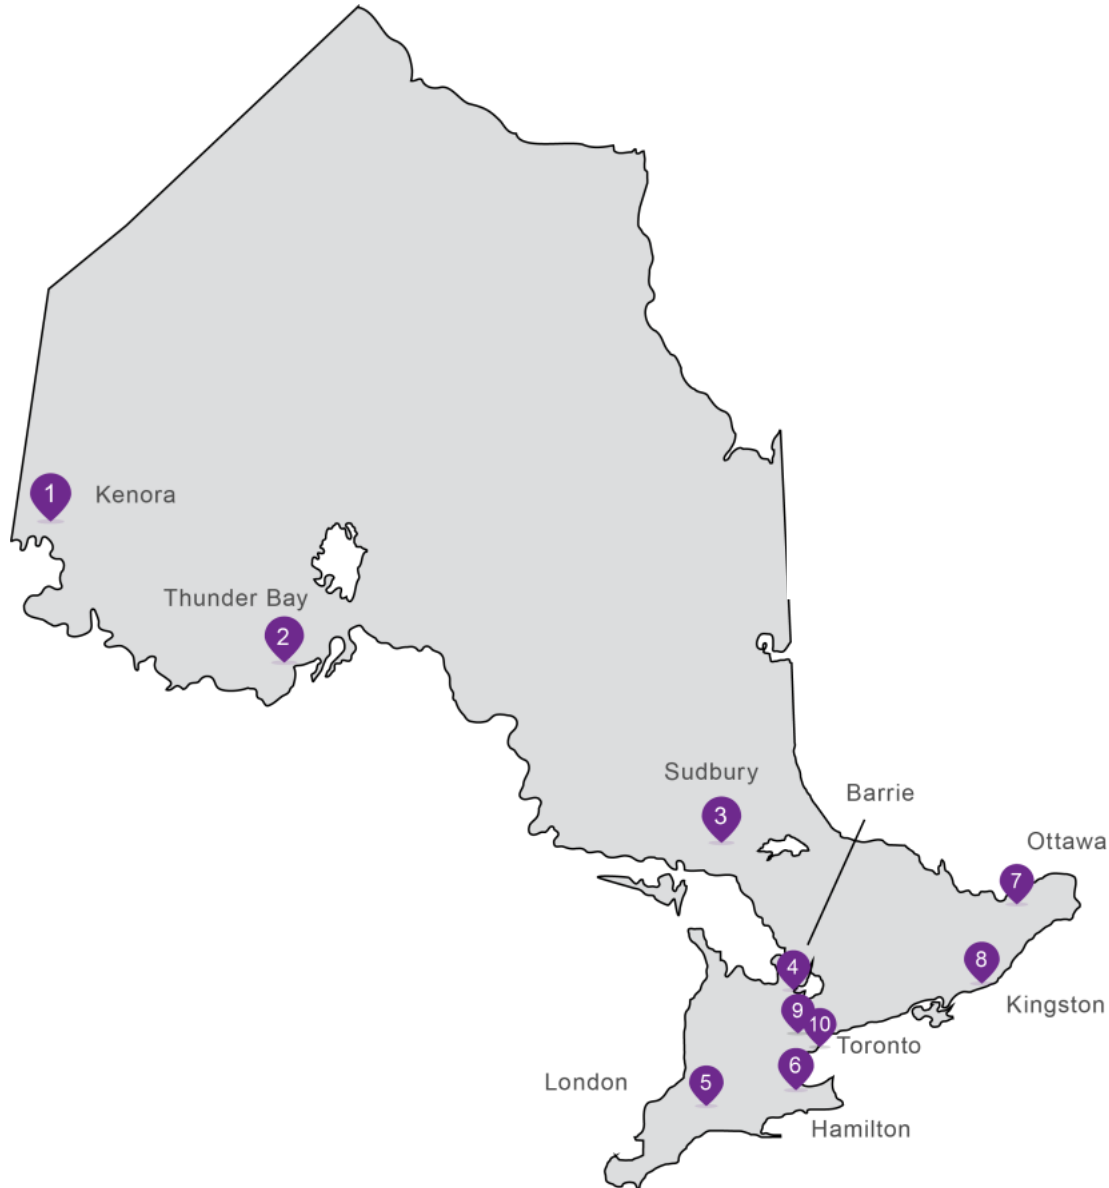 1
Kenora
Thunder Bay
2
Sudbury
3
Barrie
Ottawa
7
4
8
Kingston
9
10
Toronto
6
London
5
Hamilton